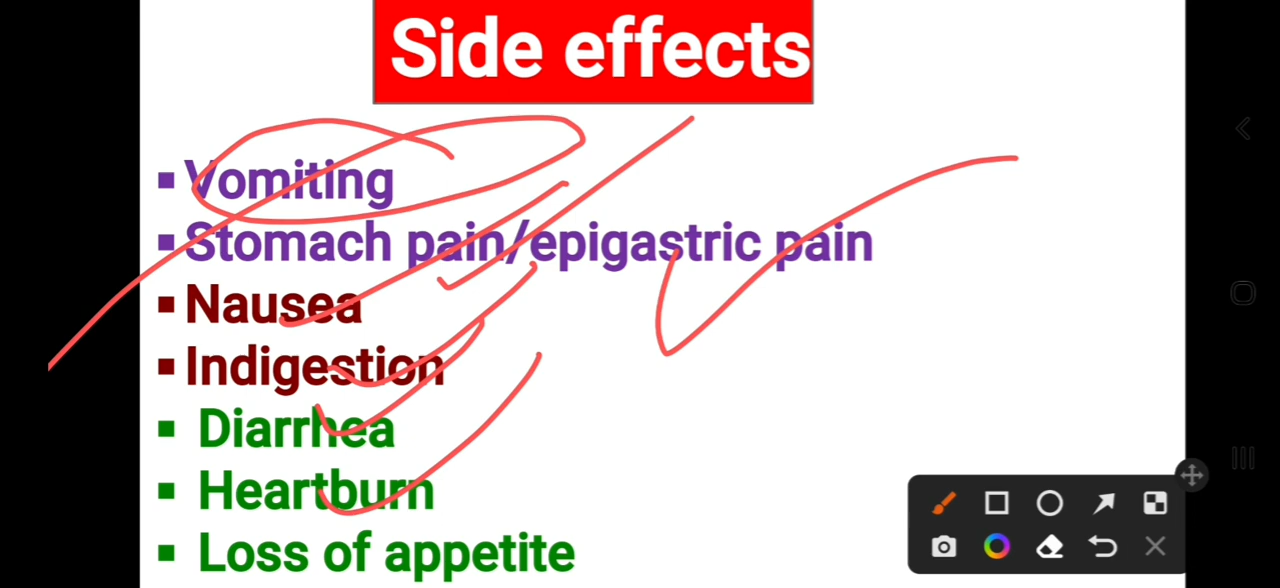 Side effects
▪ Vomiting
▪ Stomach pain/epigastric pain
▪ Nausea
▪ Indigestion
▪ Diarrhea
▪ Heartburn
▪ Loss of appetite